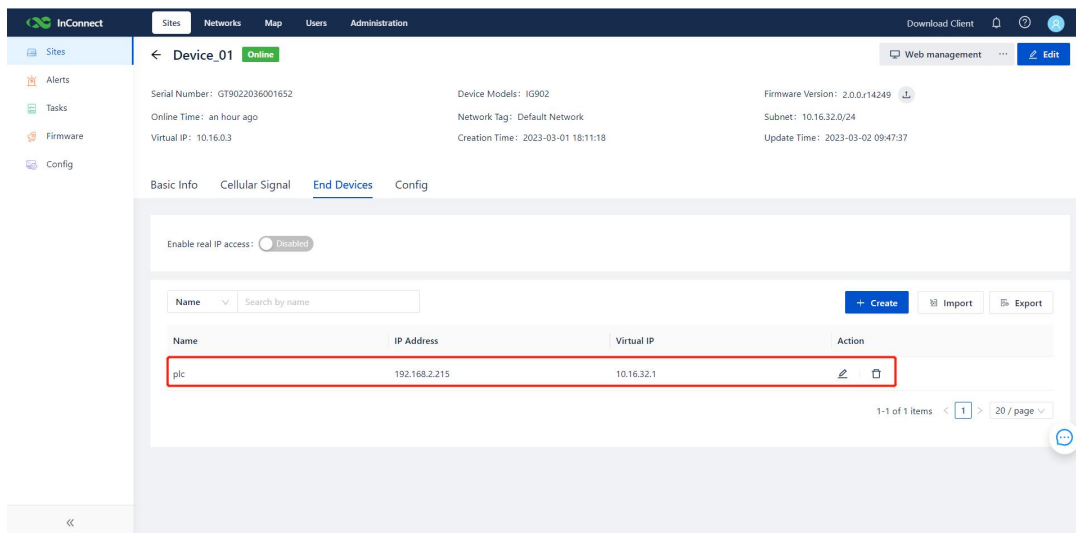 InConnect
Sites Networks Map Users Administration
Download Client
Sites
Alerts
Tasks
Firmware
Config
Device_01 Online
Web management ... Edit
Serial Number: GT9022036001652 Device Models: IG902 Firmware Version: 2.0.0.r14249
Online Time: an hour ago Network Tag: Default Network Subnet: 10.16.32.0/24
Virtual IP: 10.16.0.3 Creation Time: 2023-03-01 18:11:18 Update Time: 2023-03-02 09:47:37
Basic Info Cellular Signal End Devices Config
Enable real IP access: Disabled
Name Search by name
+ Create Import Export
Name IP Address Virtual IP Action
plc 192.168.2.215 10.16.32.1
1-1 of 1 items < 1 > 20 / page